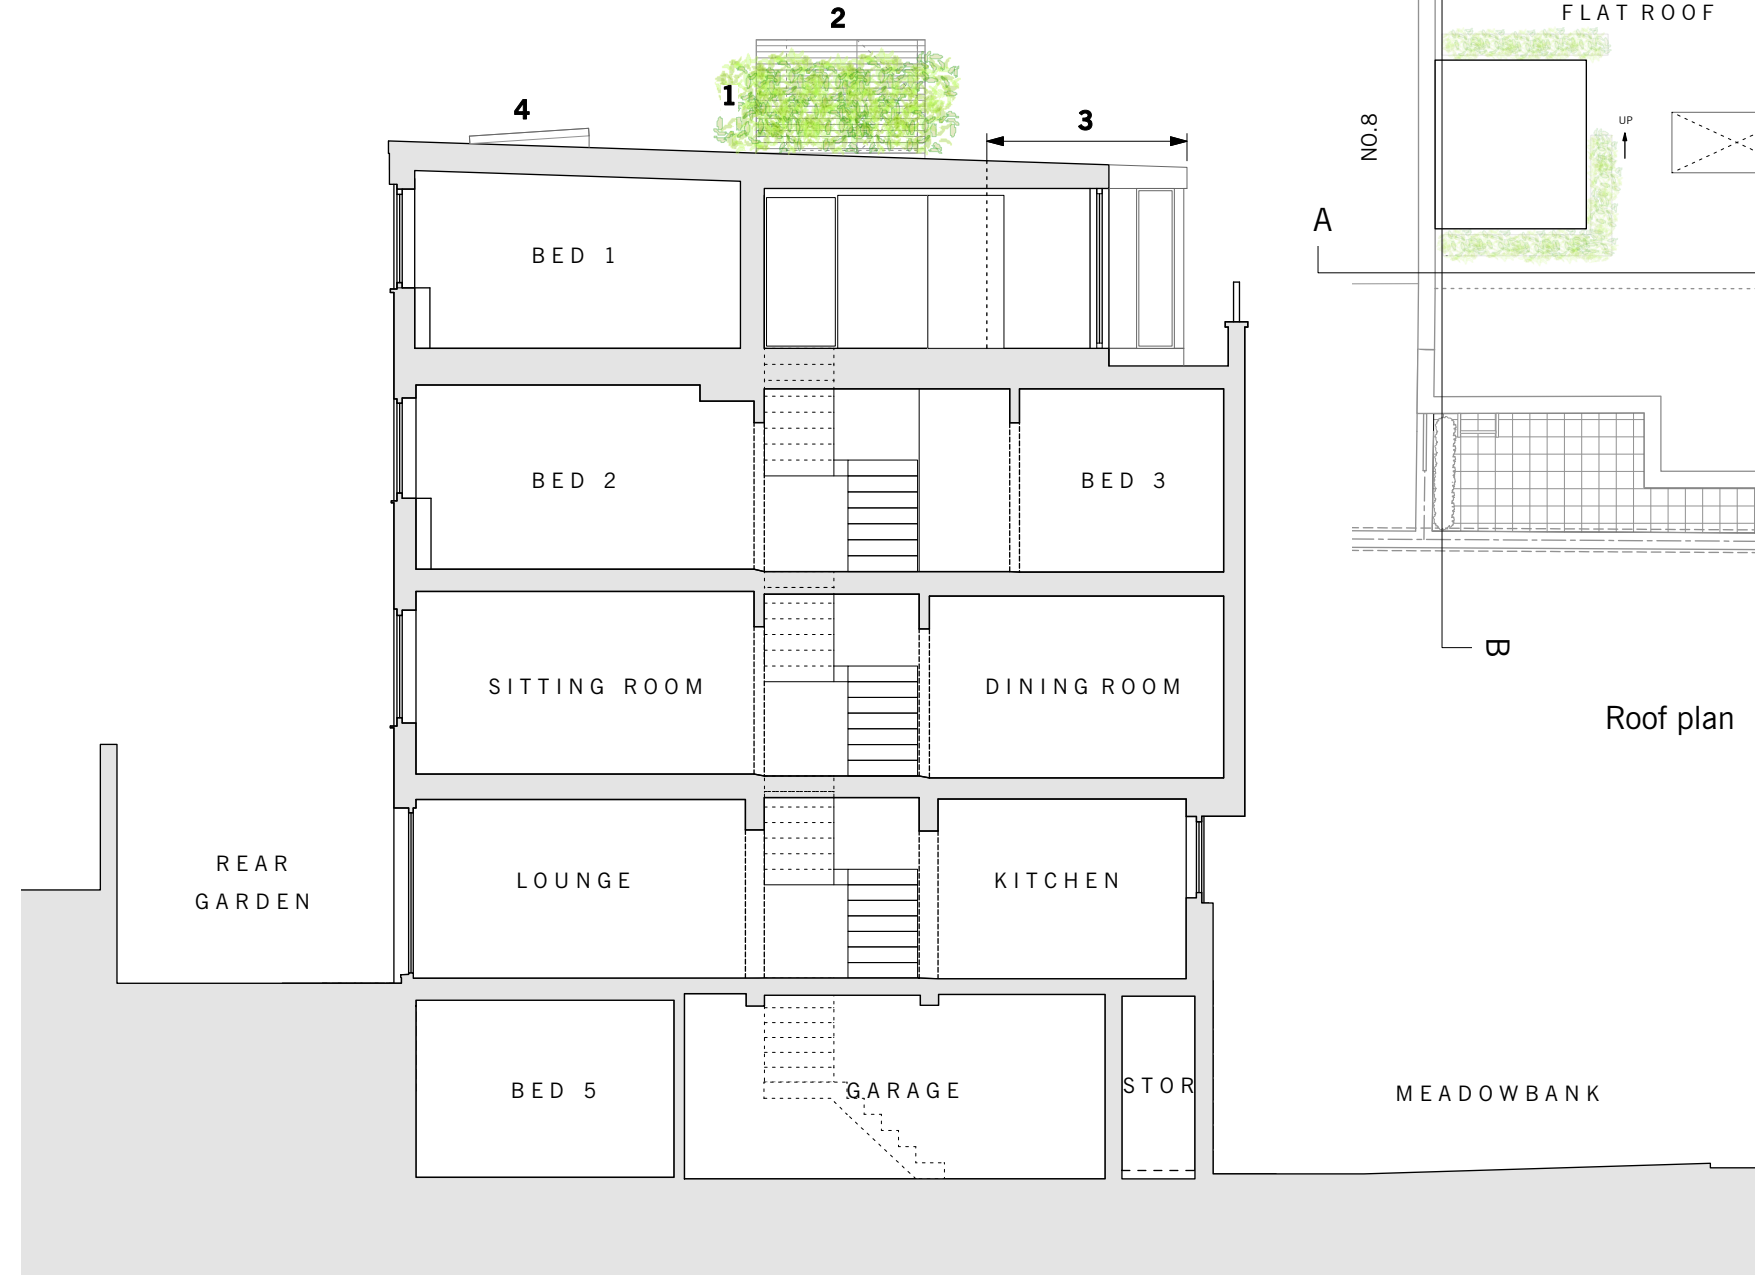 2
FLAT ROOF
1
4
3
UP
NO.8
A
BED 1
BED 2
BED 3
B
SITTING ROOM
DINING ROOM
Roof plan
REAR
GARDEN
LOUNGE
KITCHEN
BED 5
GARAGE
STOR
MEADOWBANK